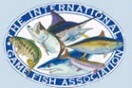 THE INTERNATIONAL
GAME FISH ASSOCIATION